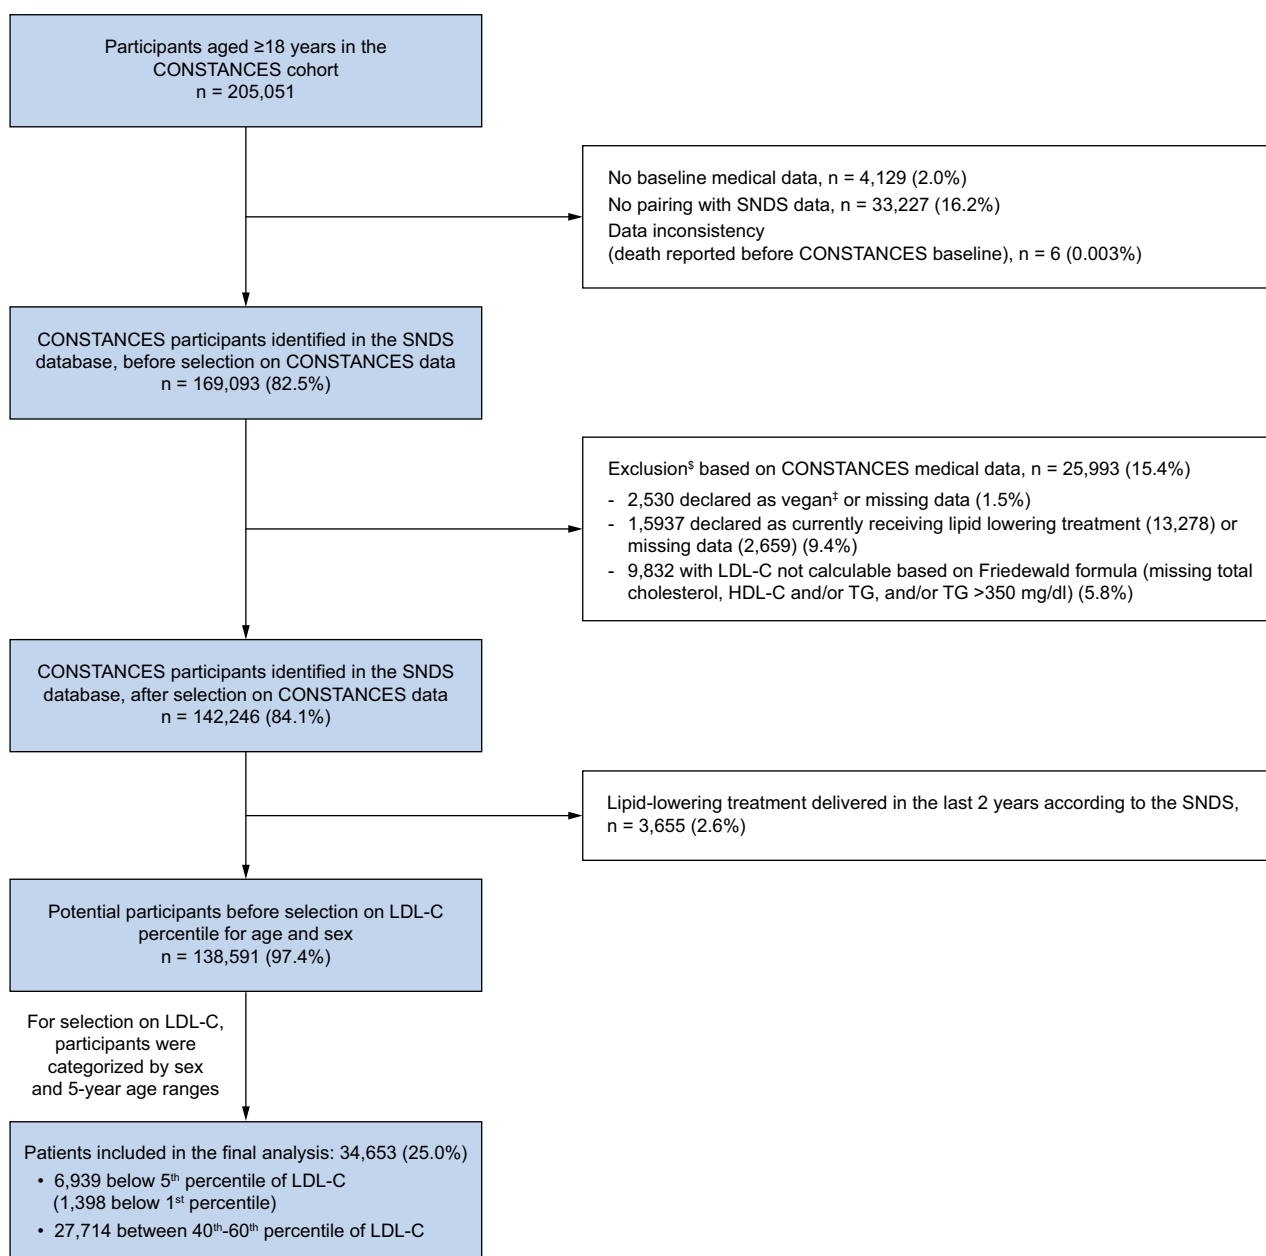 Participants aged ≥18 years in the
CONSTANCES cohort
n = 205,051
No baseline medical data, n = 4,129 (2.0%)
No pairing with SNDS data, n = 33,227 (16.2%)
Data inconsistency
(death reported before CONSTANCES baseline), n = 6 (0.003%)
CONSTANCES participants identified in the SNDS
database, before selection on CONSTANCES data
n = 169,093 (82.5%)
Exclusion$ based on CONSTANCES medical data, n = 25,993 (15.4%)
- 2,530 declared as vegan‡ or missing data (1.5%)
- 1,5937 declared as currently receiving lipid lowering treatment (13,278) or
missing data (2,659) (9.4%)
- 9,832 with LDL-C not calculable based on Friedewald formula (missing total
cholesterol, HDL-C and/or TG, and/or TG >350 mg/dl) (5.8%)
CONSTANCES participants identified in the SNDS
database, after selection on CONSTANCES data
n = 142,246 (84.1%)
Lipid-lowering treatment delivered in the last 2 years according to the SNDS,
n = 3,655 (2.6%)
Potential participants before selection on LDL-C
percentile for age and sex
n = 138,591 (97.4%)
For selection on LDL-C,
participants were
categorized by sex
and 5-year age ranges
Patients included in the final analysis: 34,653 (25.0%)
• 6,939 below 5th percentile of LDL-C
(1,398 below 1st percentile)
• 27,714 between 40th-60th percentile of LDL-C